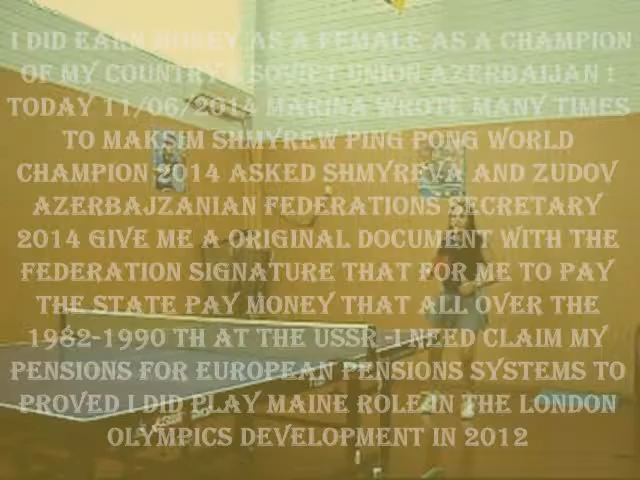 I DID EARN MONEY AS A FEMALE AS A CHAMPION
OF MY COUNTRY - SOVIET UNION AZERBAIJAN !
TODAY 11/06/2014 MARINA WROTE MANY TIMES
TO MAKSIM SHMYREW PING PONG WORLD
CHAMPION 2014 ASKED SHMYREVA AND ZUDOV
AZERBAJZANIAN FEDERATIONS SECRETARY
2014 GIVE ME A ORIGINAL DOCUMENT WITH THE
FEDERATION SIGNATURE THAT FOR ME TO PAY
THE STATE PAY MONEY THAT ALL OVER THE
1982-1990 TH AT THE USSR -I NEED CLAIM MY
PENSIONS FOR EUROPEAN PENSIONS SYSTEMS TO
PROVED I DID PLAY MAINE ROLE IN THE LONDON
OLYMPICS DEVELOPMENT IN 2012